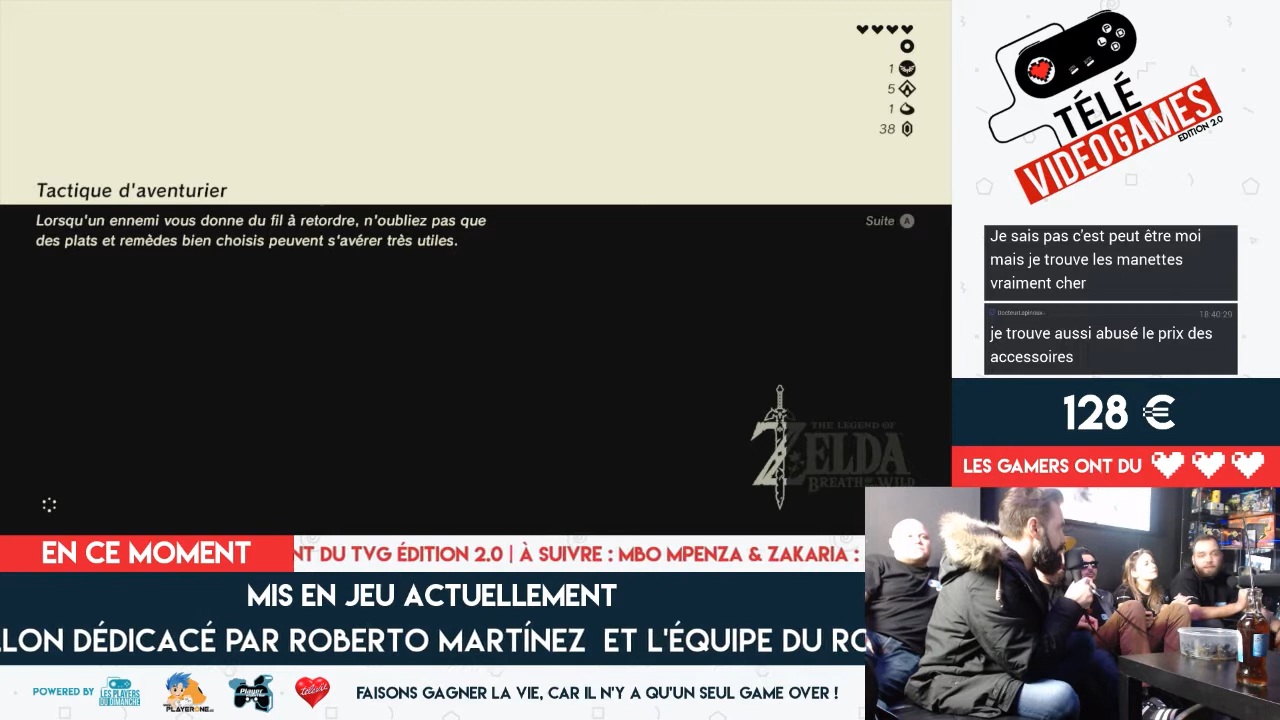 1
5
1
38
Tactique d'aventurier
Lorsqu'un ennemi vous donne du fil à retordre, n'oubliez pas que
des plats et remèdes bien choisis peuvent s'avérer très utiles.
Suite A
THE LEGEND OF
ZELDA
BREATH OF THE WILD
TÉLÉ
VIDEOGAMES
EDITION 2.0
Je sais pas c'est peut être moi
mais je trouve les manettes
vraiment cher
DocteurLapinoux 18:40:29
je trouve aussi abusé le prix des
accessoires
128 €
LES GAMERS ONT DU
EN CE MOMENT
NT DU TVG ÉDITION 2.0 | À SUIVRE : MBO MPENZA & ZAKARIA :
MIS EN JEU ACTUELLEMENT
LLON DÉDICACÉ PAR ROBERTO MARTÍNEZ ET L'ÉQUIPE DU RO
POWERED BY
LES PLAYERS
DU DIMANCHE
PLAYERONE
Player
télévie
FAISONS GAGNER LA VIE, CAR IL N'Y A QU'UN SEUL GAME OVER !